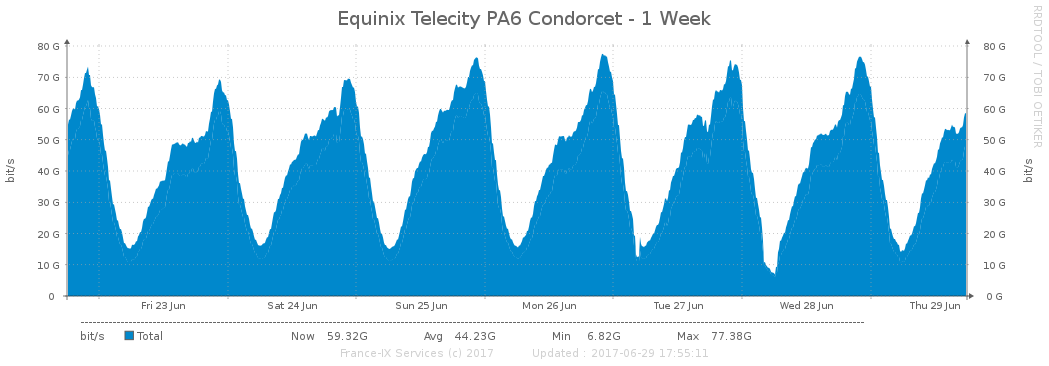 Equinix Telecity PA6 Condorcet - 1 Week
RRDTOOL / TOBI OETIKER
bit/s
80 G 80 G
70 G 70 G
60 G 60 G
50 G 50 G
40 G 40 G
30 G 30 G
20 G 20 G
10 G 10 G
0 0 G
bit/s
Fri 23 Jun Sat 24 Jun Sun 25 Jun Mon 26 Jun Tue 27 Jun Wed 28 Jun Thu 29 Jun
bit/s Total Now 59.32G Avg 44.23G Min 6.82G Max 77.38G
France-IX Services (c) 2017 Updated : 2017-06-29 17:55:11